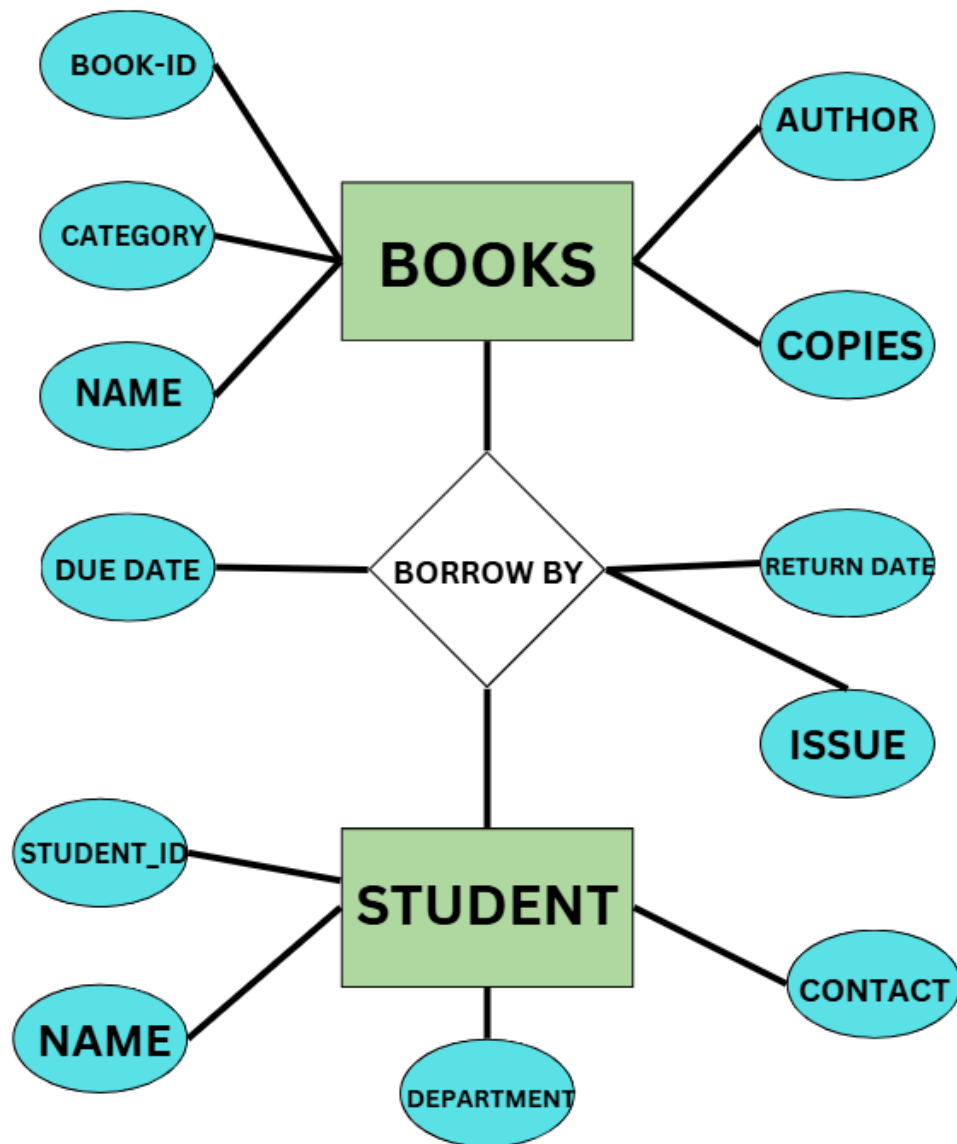 BOOK-ID
AUTHOR
CATEGORY
BOOKS
COPIES
NAME
DUE DATE
BORROW BY
RETURN DATE
ISSUE
STUDENT_ID
STUDENT
CONTACT
NAME
DEPARTMENT